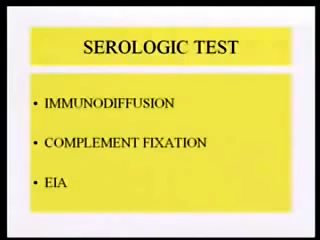 SEROLOGIC TEST
• IMMUNODIFFUSION
• COMPLEMENT FIXATION
• EIA